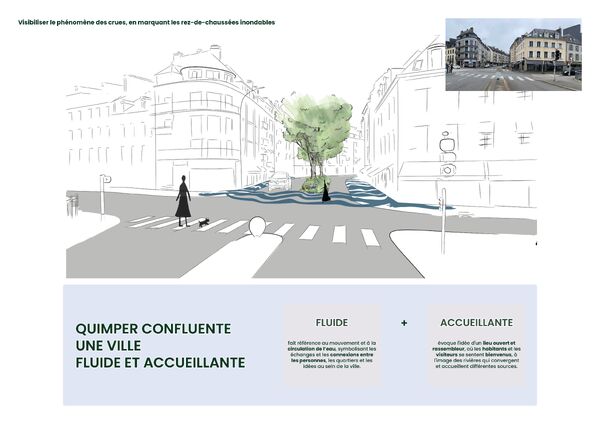 Visibiliser le phénomène des crues, en marquant les rez-de-chaussées inondables
QUIMPER CONFLUENTE
UNE VILLE
FLUIDE ET ACCUEILLANTE
FLUIDE
fait référence au mouvement et à la
circulation de l'eau, symbolisant les
échanges et les connexions entre
les personnes, les quartiers et les
idées au sein de la ville.
+
ACCUEILLANTE
évoque l'idée d'un lieu ouvert et
rassembleur, où les habitants et les
visiteurs se sentent bienvenus, à
l'image des rivières qui convergent
et accueillent différentes sources.